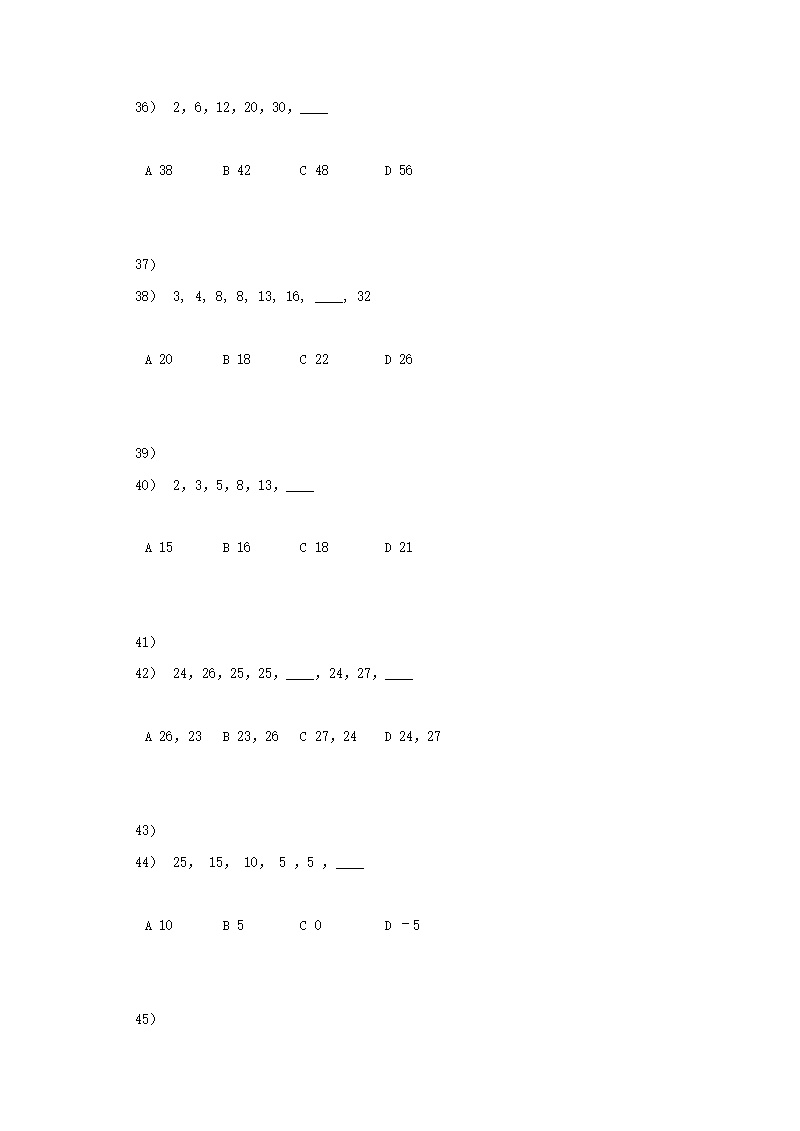 36) 2, 6, 12, 20, 30, ____
A 38 B 42 C 48 D 56
37)
38) 3, 4, 8, 8, 13, 16, ____, 32
A 20 B 18 C 22 D 26
39)
40) 2, 3, 5, 8, 13, ____
A 15 B 16 C 18 D 21
41)
42) 24, 26, 25, 25, ____, 24, 27, ____
A 26, 23 B 23, 26 C 27, 24 D 24, 27
43)
44) 25, 15, 10, 5 , 5 , ____
A 10 B 5 C 0 D －5
45)